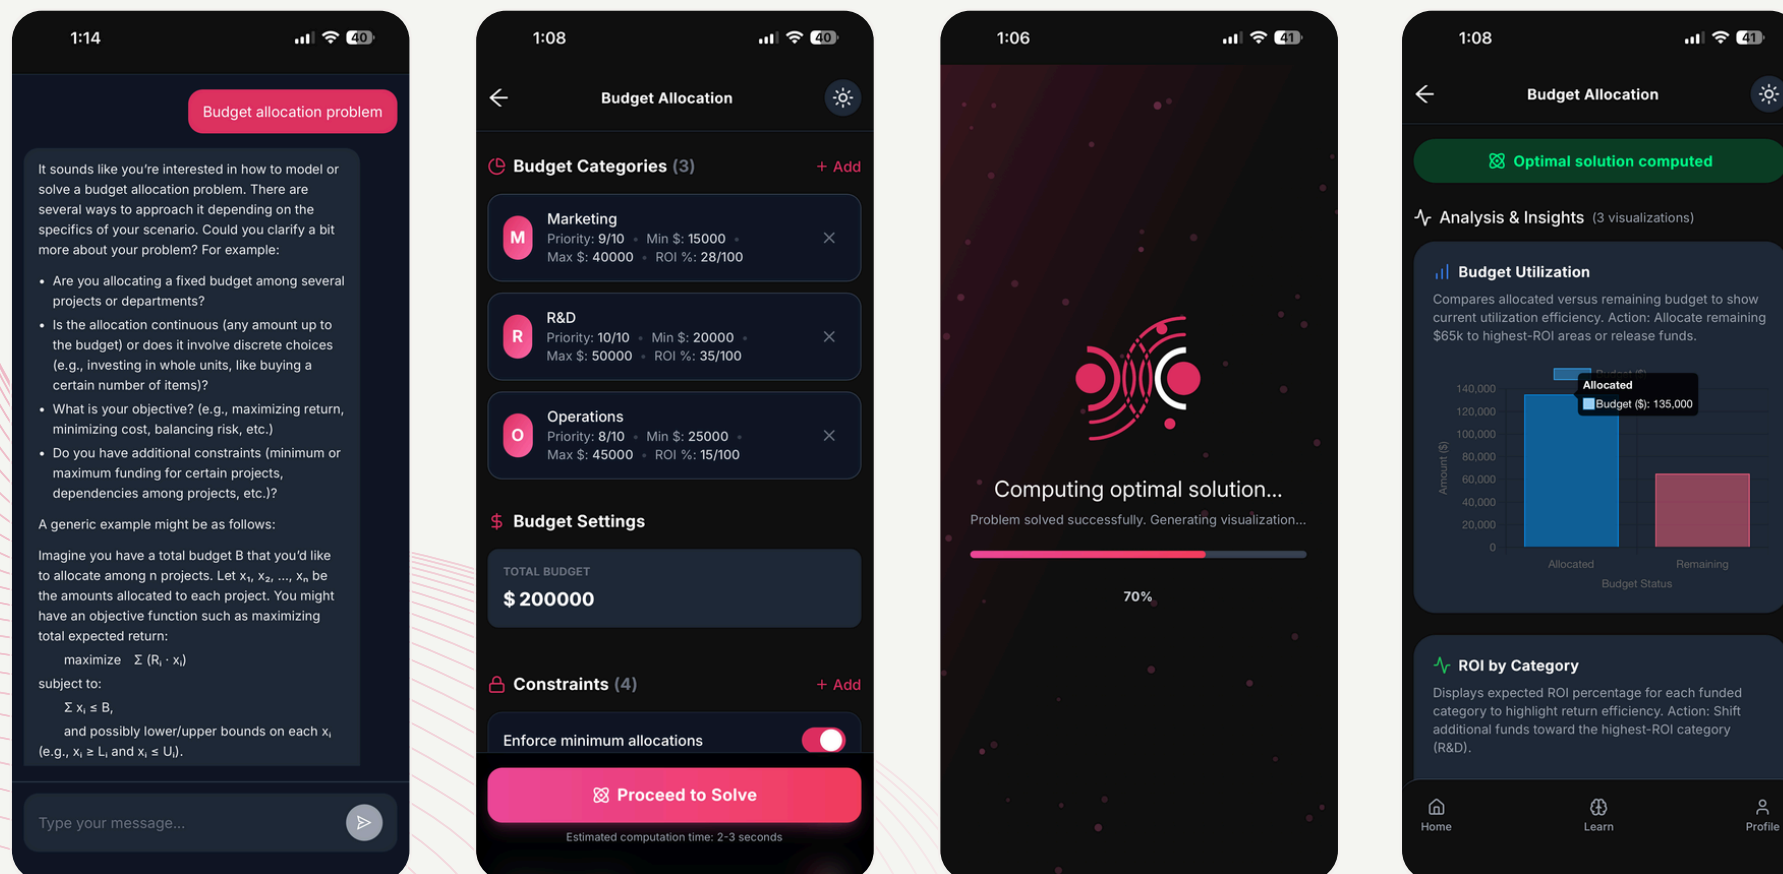 1:14
40
Budget allocation problem
It sounds like you're interested in how to model or
solve a budget allocation problem. There are
several ways to approach it depending on the
specifics of your scenario. Could you clarify a bit
more about your problem? For example:
• Are you allocating a fixed budget among several
projects or departments?
• Is the allocation continuous (any amount up to
the budget) or does it involve discrete choices
(e.g., investing in whole units, like buying a
certain number of items)?
• What is your objective? (e.g., maximizing return,
minimizing cost, balancing risk, etc.)
• Do you have additional constraints (minimum or
maximum funding for certain projects,
dependencies among projects, etc.)?
A generic example might be as follows:
Imagine you have a total budget B that you'd like
to allocate among n projects. Let x₁, x₂, ..., xₙ be
the amounts allocated to each project. You might
have an objective function such as maximizing
total expected return:
maximize Σ (Rᵢ · xᵢ)
subject to:
Σ xᵢ ≤ B,
and possibly lower/upper bounds on each xᵢ
(e.g., xᵢ ≥ Lᵢ and xᵢ ≤ Uᵢ).
Type your message...
1:08
40
Budget Allocation
Budget Categories (3)
+ Add
M
Marketing
Priority: 9/10 • Min $: 15000 •
Max $: 40000 • ROI %: 28/100
R
R&D
Priority: 10/10 • Min $: 20000 •
Max $: 50000 • ROI %: 35/100
O
Operations
Priority: 8/10 • Min $: 25000 •
Max $: 45000 • ROI %: 15/100
$ Budget Settings
TOTAL BUDGET
$ 200000
Constraints (4)
+ Add
Enforce minimum allocations
Proceed to Solve
Estimated computation time: 2-3 seconds
1:06
41
Computing optimal solution...
Problem solved successfully. Generating visualization...
70%
1:08
41
Budget Allocation
Optimal solution computed
Analysis & Insights (3 visualizations)
Budget Utilization
Compares allocated versus remaining budget to show
current utilization efficiency. Action: Allocate remaining
$65k to highest-ROI areas or release funds.
Budget ($)
Allocated
Budget ($): 135,000
140,000
120,000
100,000
80,000
60,000
40,000
20,000
0
Amount ($)
Allocated
Remaining
Budget Status
ROI by Category
Displays expected ROI percentage for each funded
category to highlight return efficiency. Action: Shift
additional funds toward the highest-ROI category
(R&D).
Home
Learn
Profile